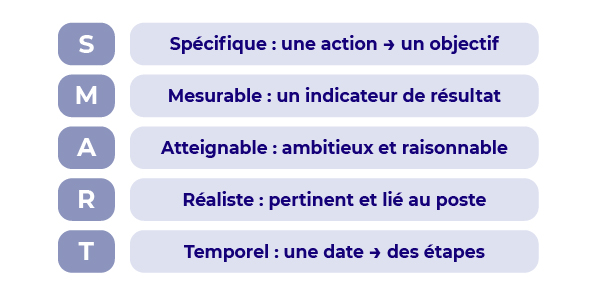 S Spécifique : une action → un objectif
M Mesurable : un indicateur de résultat
A Atteignable : ambitieux et raisonnable
R Réaliste : pertinent et lié au poste
T Temporel : une date → des étapes